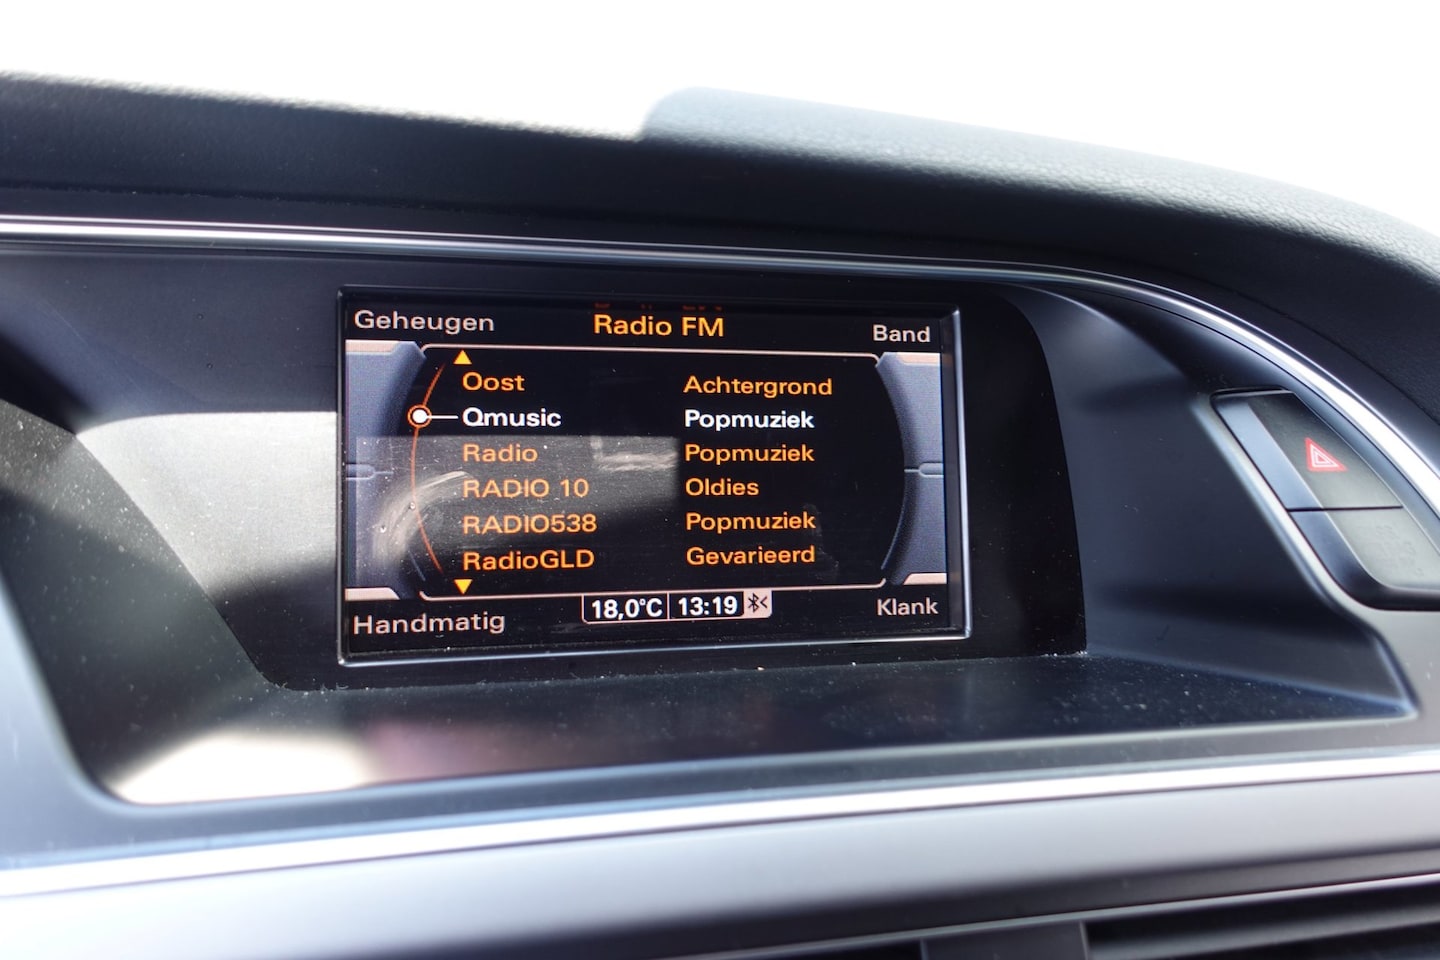 Geheugen Radio FM Band
Oost Achtergrond
Qmusic Popmuziek
Radio Popmuziek
RADIO 10 Oldies
RADIO538 Popmuziek
RadioGLD Gevarieerd
Handmatig 18,0°C 13:19 Klank